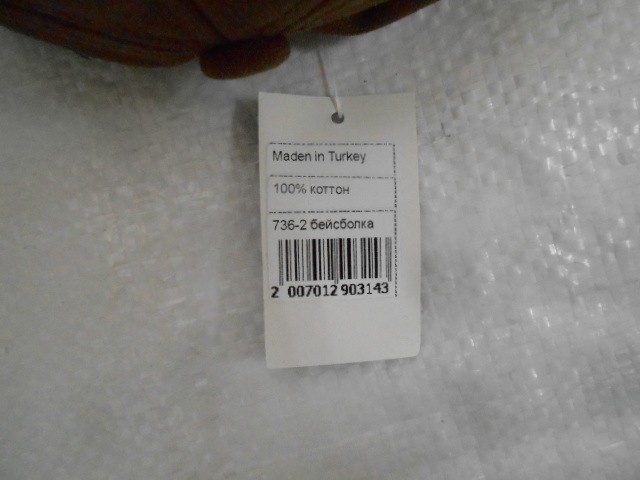 Maden in Turkey
100% коттон
736-2 бейсболка
2 007012 903143